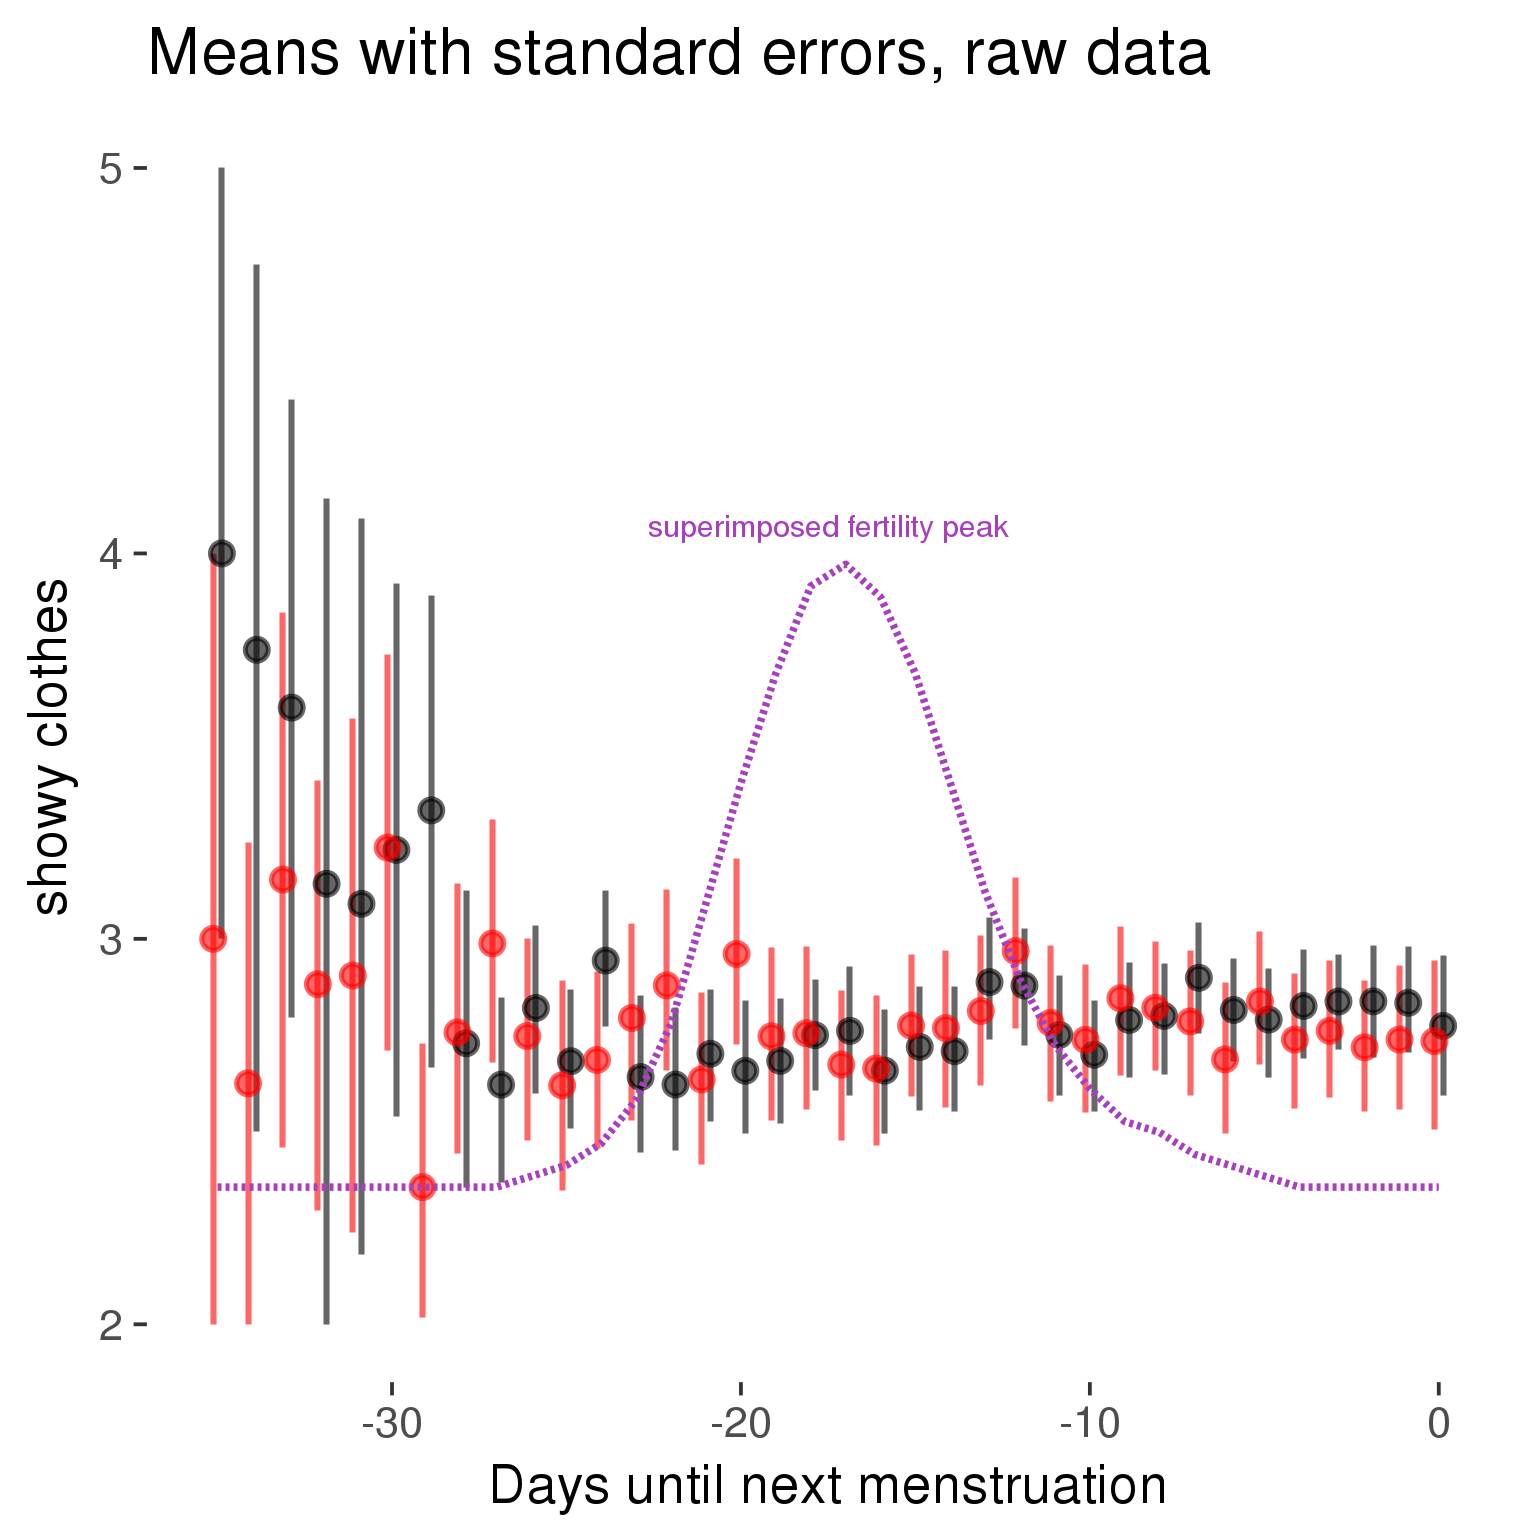 Means with standard errors, raw data
5
superimposed fertility peak
4
showy clothes
3
2
-30 -20 -10 0
Days until next menstruation